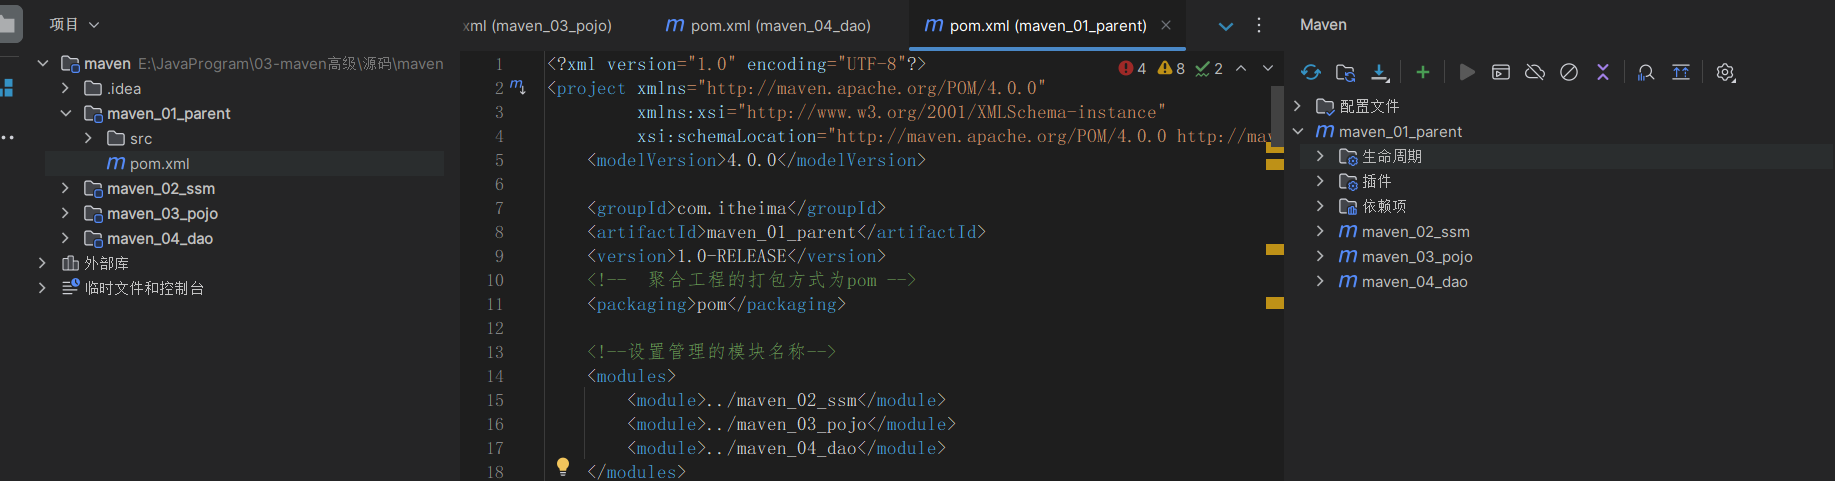 项目
maven E:\JavaProgram\03-maven高级\源码\maven
.idea
maven_01_parent
src
pom.xml
maven_02_ssm
maven_03_pojo
maven_04_dao
外部库
临时文件和控制台
xml (maven_03_pojo)
pom.xml (maven_04_dao)
pom.xml (maven_01_parent)
4 8 2
1 <?xml version="1.0" encoding="UTF-8"?>
2 <project xmlns="http://maven.apache.org/POM/4.0.0"
3 xmlns:xsi="http://www.w3.org/2001/XMLSchema-instance"
4 xsi:schemaLocation="http://maven.apache.org/POM/4.0.0 http://mav
5 <modelVersion>4.0.0</modelVersion>
6
7 <groupId>com.itheima</groupId>
8 <artifactId>maven_01_parent</artifactId>
9 <version>1.0-RELEASE</version>
10 <!-- 聚合工程的打包方式为pom -->
11 <packaging>pom</packaging>
12
13 <!--设置管理的模块名称-->
14 <modules>
15 <module>../maven_02_ssm</module>
16 <module>../maven_03_pojo</module>
17 <module>../maven_04_dao</module>
18 </modules>
Maven
配置文件
maven_01_parent
生命周期
插件
依赖项
maven_02_ssm
maven_03_pojo
maven_04_dao